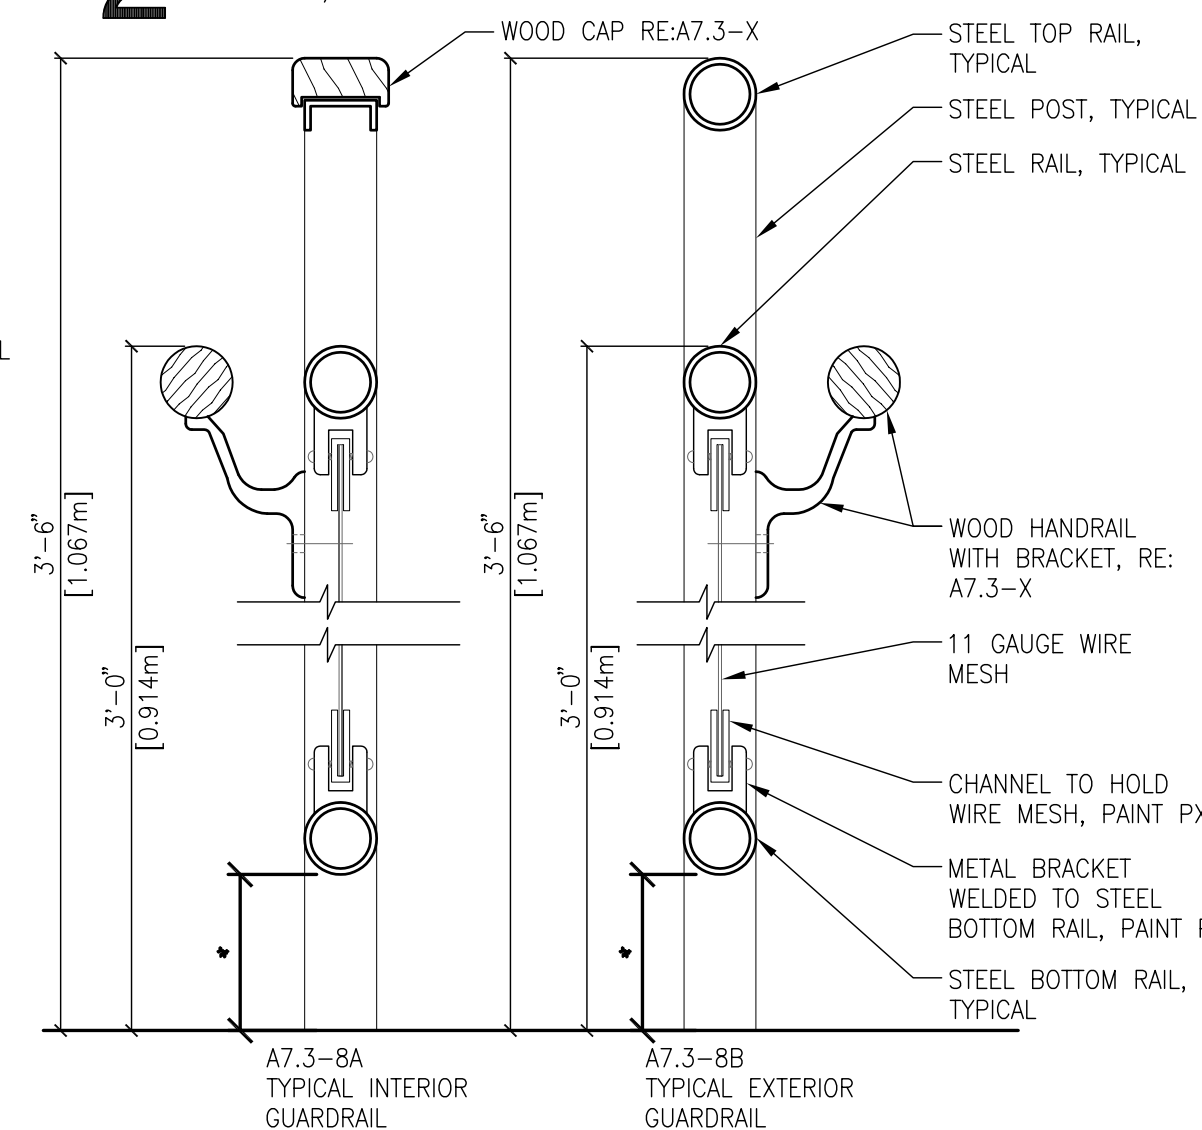 WOOD CAP RE:A7.3-X
STEEL TOP RAIL,
TYPICAL
STEEL POST, TYPICAL
STEEL RAIL, TYPICAL
L
3'-6"
[1.067m]
3'-0"
[0.914m]
3'-6"
[1.067m]
3'-0"
[0.914m]
WOOD HANDRAIL
WITH BRACKET, RE:
A7.3-X
11 GAUGE WIRE
MESH
CHANNEL TO HOLD
WIRE MESH, PAINT PX
METAL BRACKET
WELDED TO STEEL
BOTTOM RAIL, PAINT P
STEEL BOTTOM RAIL,
TYPICAL
A7.3-8A
TYPICAL INTERIOR
GUARDRAIL
A7.3-8B
TYPICAL EXTERIOR
GUARDRAIL